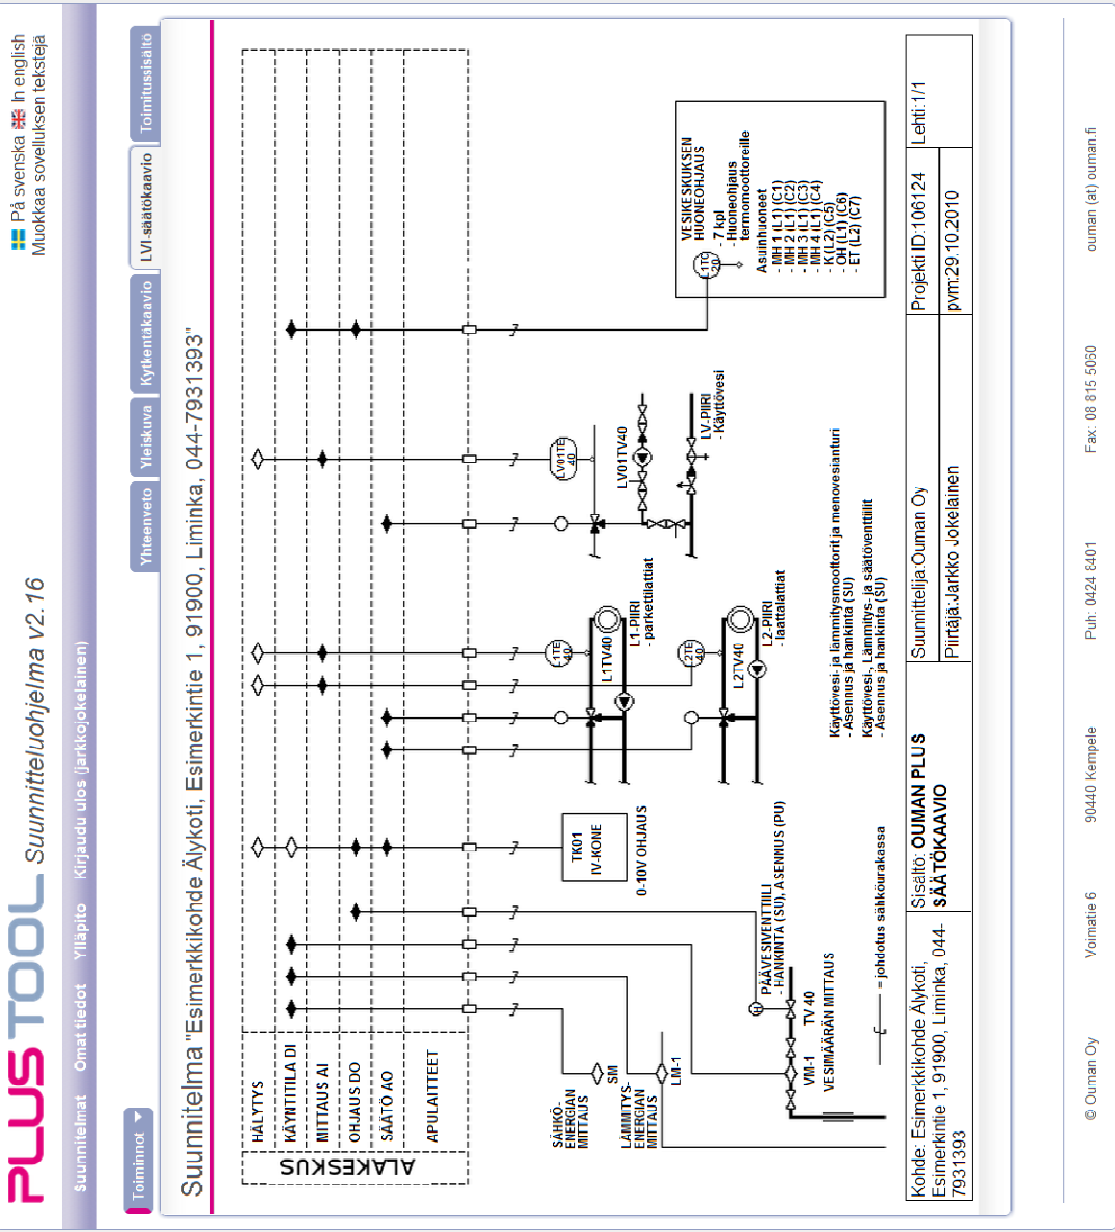 PLUSTOOL Suunnitteluohjelma v2.16
På svenska In english
Muokkaa sovelluksen tekstejä
Suunnitelmat Omat tiedot Ylläpito Kirjaudu ulos (jarkkojokelainen)
Toiminnot
Yhteenveto Yleiskuva Kytkentäkaavio LVI-säätökaavio Toimitussisältö
Suunnitelma "Esimerkkikohde Älykoti, Esimerkintie 1, 91900, Liminka, 044-7931393"
ALAKESKUS
HÄLYTYS
KÄYNTITILA DI
MITTAUS AI
OHJAUS DO
SÄÄTÖ AO
APULAITTEET
SÄHKÖ-
ENERGIAN
MITTAUS
SM
LÄMMITYS-
ENERGIAN
MITTAUS
LM-1
PÄÄVESIVENTTIILI
- HANKINTA (SU), ASENNUS (PU)
H
VM-1
TV 40
VESIMÄÄRÄN MITTAUS
TK01
IV-KONE
0-10V OHJAUS
L1TE
40
L1TV40
L1-PIIRI
- parkettilattiat
L2TE
40
L2TV40
L2-PIIRI
- laattalattiat
LV01TE
40
LV01TV40
LV-PIIRI
- Käyttövesi
L1TC
20
VESIKESKUKSEN
HUONEOHJAUS
- 7 kpl
- Huoneohjaus
termomoottoreille
Asuinhuoneet
- MH 1 (L1) (C1)
- MH 2 (L1) (C2)
- MH 3 (L1) (C3)
- MH 4 (L1) (C4)
- K (L2) (C5)
- OH (L1) (C6)
- ET (L2) (C7)
Käyttövesi- ja lämmitysmoottorit ja menovesianturi
- Asennus ja hankinta (SU)
Käyttövesi-, Lämmitys- ja säätöventtiilit
- Asennus ja hankinta (SU)
= johdotus sähköurakassa
Kohde: Esimerkkikohde Älykoti,
Esimerkintie 1, 91900, Liminka, 044-
7931393
Sisältö: OUMAN PLUS
SÄÄTÖKAAVIO
Suunnittelija:Ouman Oy
Piirtäjä:Jarkko Jokelainen
Projekti ID:106124
pvm:29.10.2010
Lehti:1/1
© Ouman Oy Voimatie 6 90440 Kempele Puh: 0424 8401 Fax: 08 815 5060 ouman (at) ouman.fi